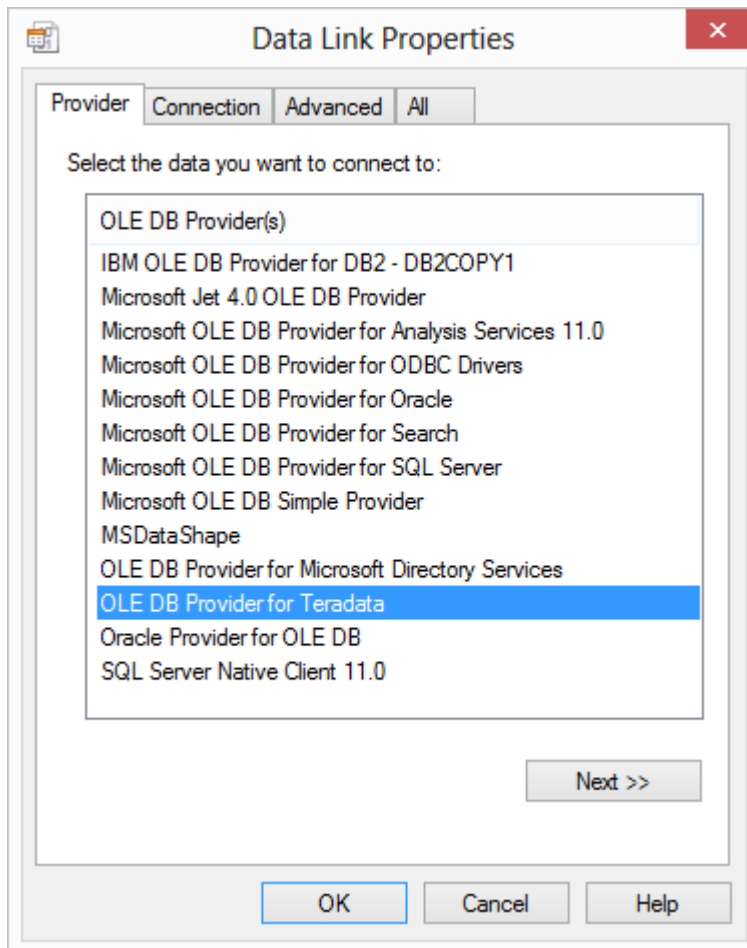 Data Link Properties
Provider Connection Advanced All
Select the data you want to connect to:
OLE DB Provider(s)
IBM OLE DB Provider for DB2 - DB2COPY1
Microsoft Jet 4.0 OLE DB Provider
Microsoft OLE DB Provider for Analysis Services 11.0
Microsoft OLE DB Provider for ODBC Drivers
Microsoft OLE DB Provider for Oracle
Microsoft OLE DB Provider for Search
Microsoft OLE DB Provider for SQL Server
Microsoft OLE DB Simple Provider
MSDataShape
OLE DB Provider for Microsoft Directory Services
OLE DB Provider for Teradata
Oracle Provider for OLE DB
SQL Server Native Client 11.0
Next >>
OK Cancel Help